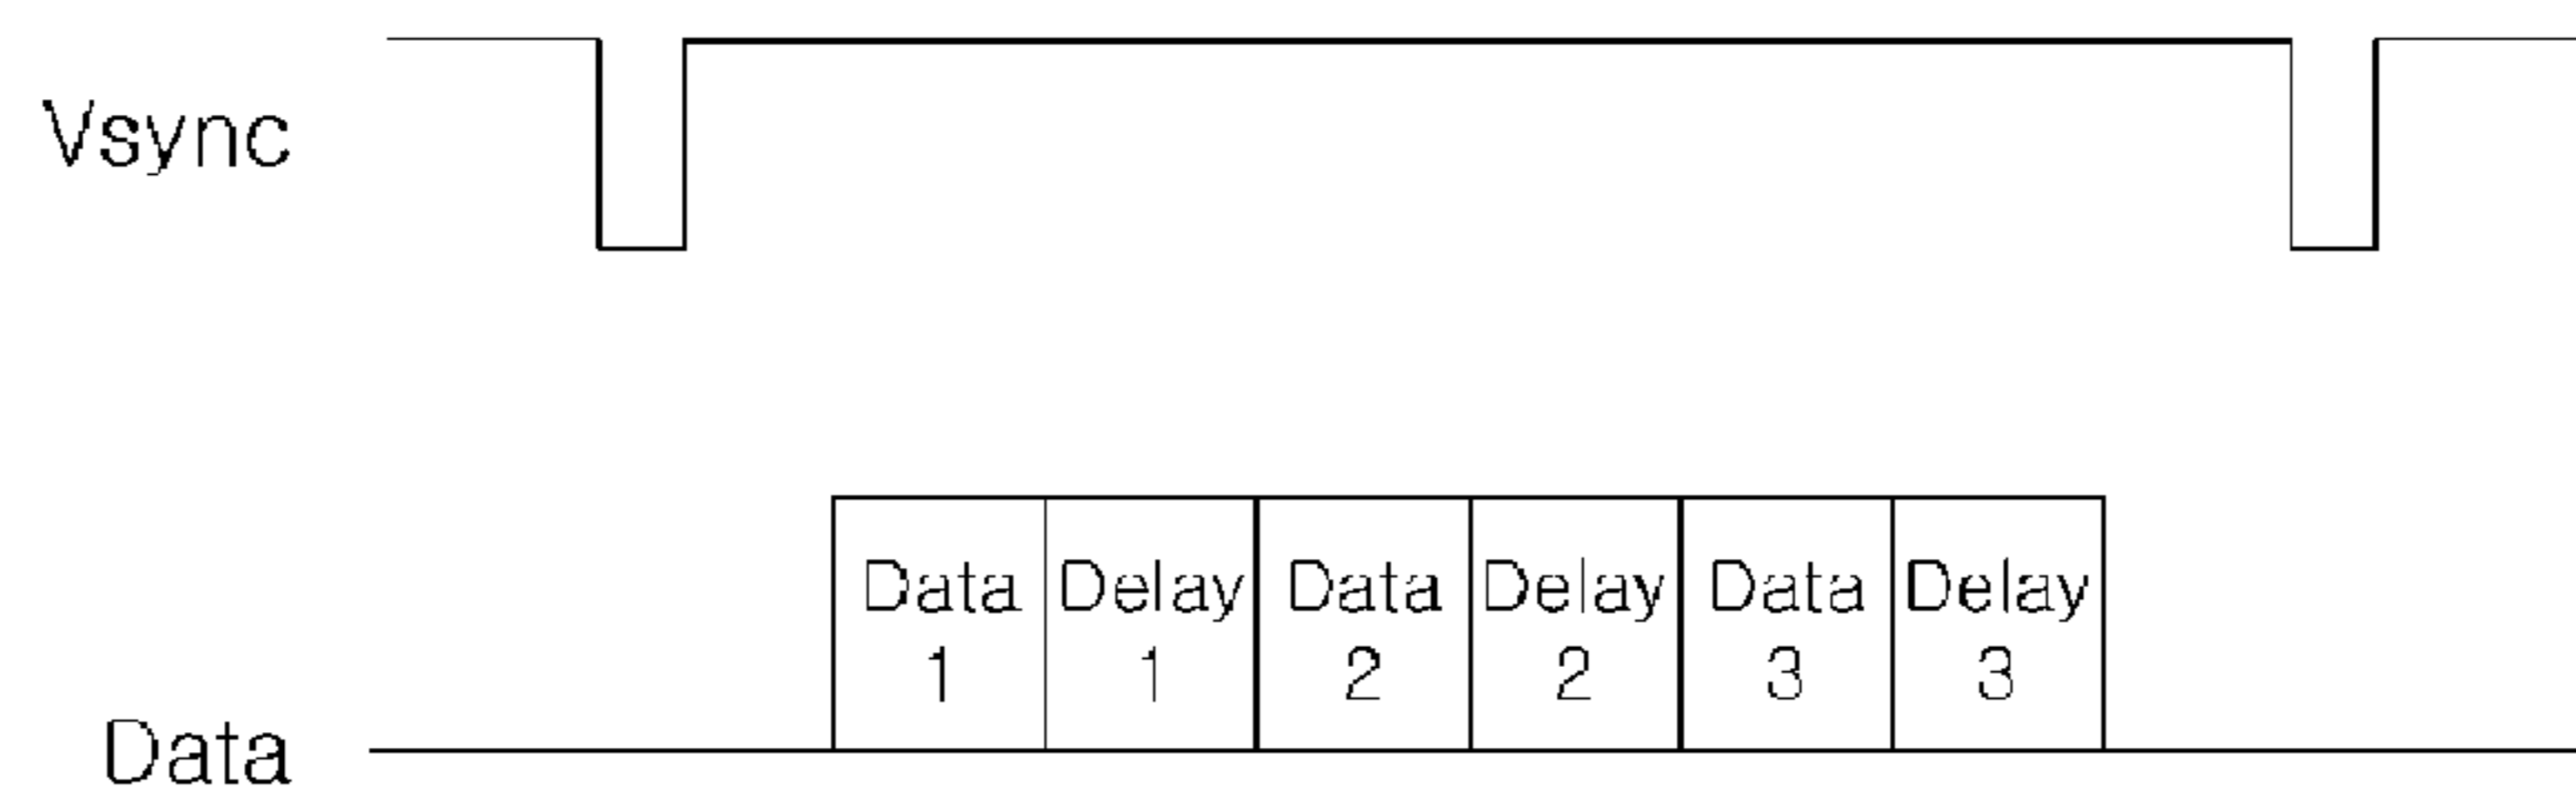 Vsync
Data Delay Data Delay Data Delay
1 1 2 2 3 3
Data